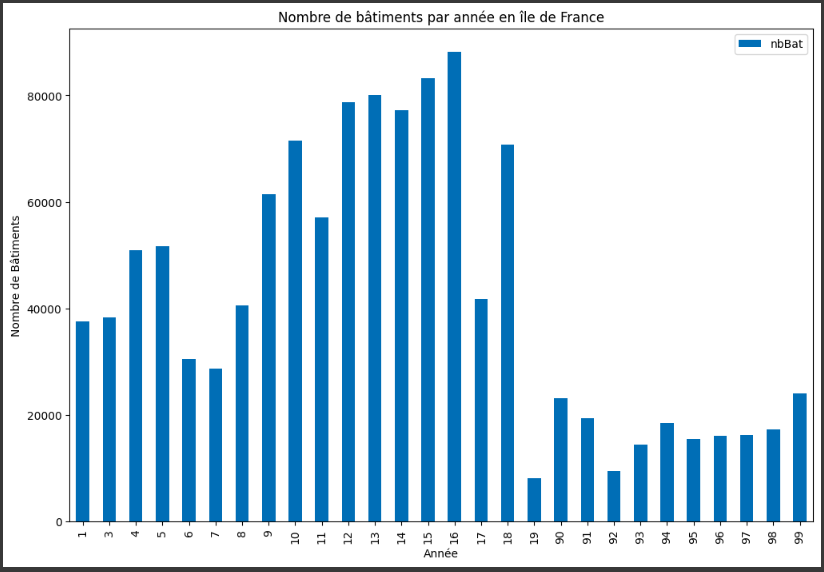 Nombre de bâtiments par année en île de France
nbBat
Nombre de Bâtiments
80000
60000
40000
20000
0
1 3 4 5 6 7 8 9 10 11 12 13 14 15 16 17 18 19 90 91 92 93 94 95 96 97 98 99
Année